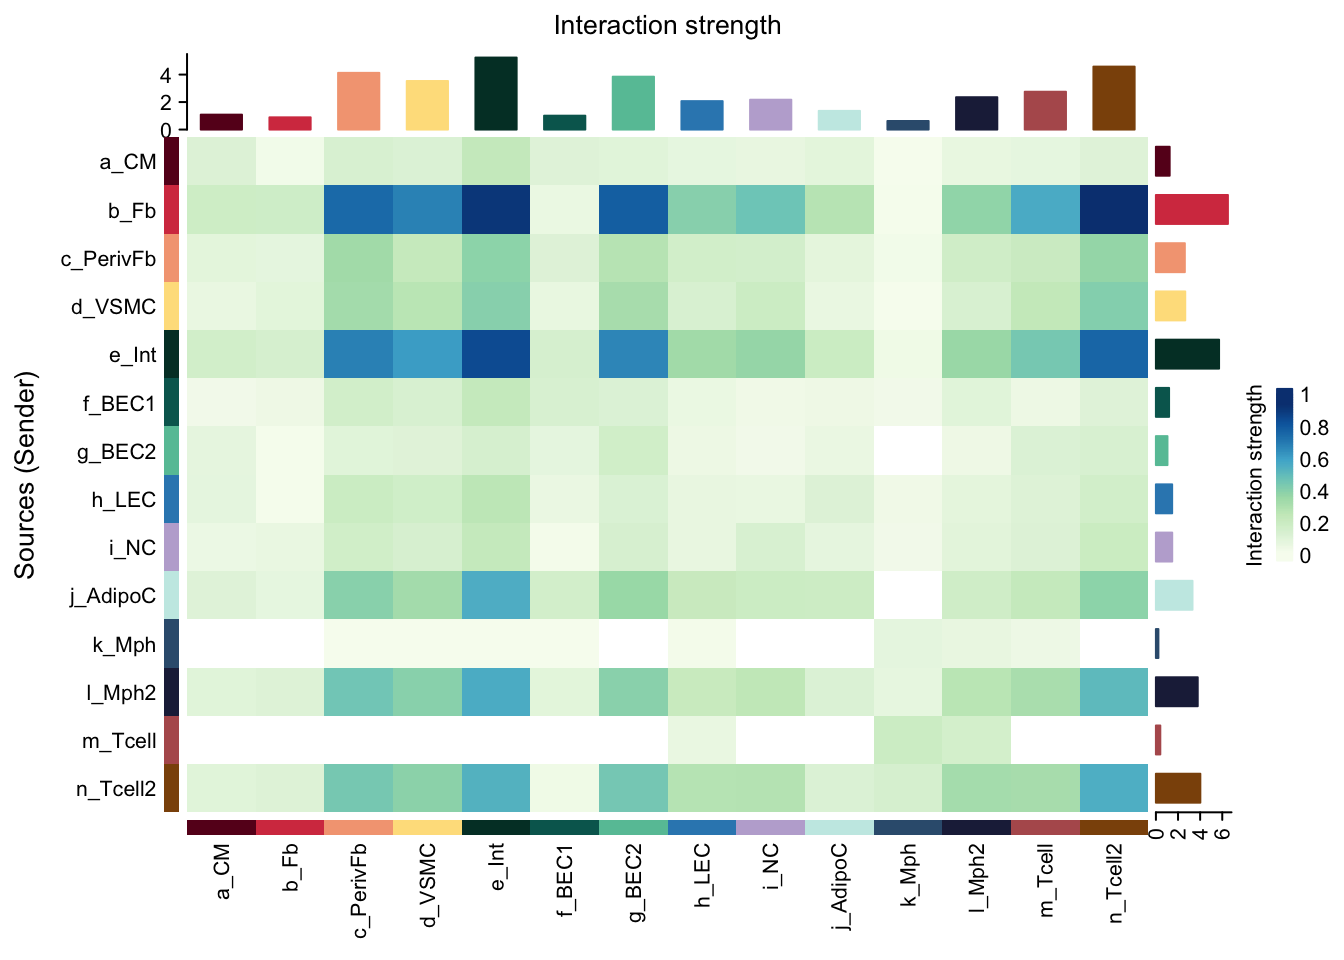 Interaction strength
4
2
0
a_CM
b_Fb
c_PerivFb
d_VSMC
e_Int
f_BEC1
g_BEC2
h_LEC
i_NC
j_AdipoC
k_Mph
l_Mph2
m_Tcell
n_Tcell2
Sources (Sender)
a_CM
b_Fb
c_PerivFb
d_VSMC
e_Int
f_BEC1
g_BEC2
h_LEC
i_NC
j_AdipoC
k_Mph
l_Mph2
m_Tcell
n_Tcell2
0 2 4 6
Interaction strength
1
0.8
0.6
0.4
0.2
0